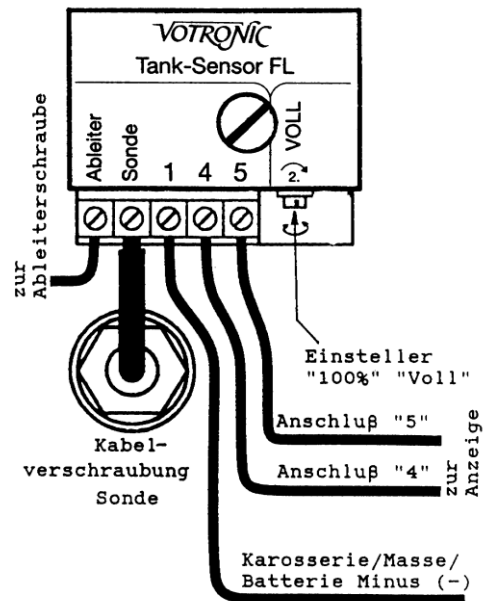 VOTRONIC
Tank-Sensor FL
Ableiter
Sonde
1
4
5
VOLL
2.
zur
Ableiterschraube
Einsteller
"100%" "Voll"
Kabel-
verschraubung
Sonde
Anschluß "5"
Anschluß "4"
zur
Anzeige
Karosserie/Masse/
Batterie Minus (-)